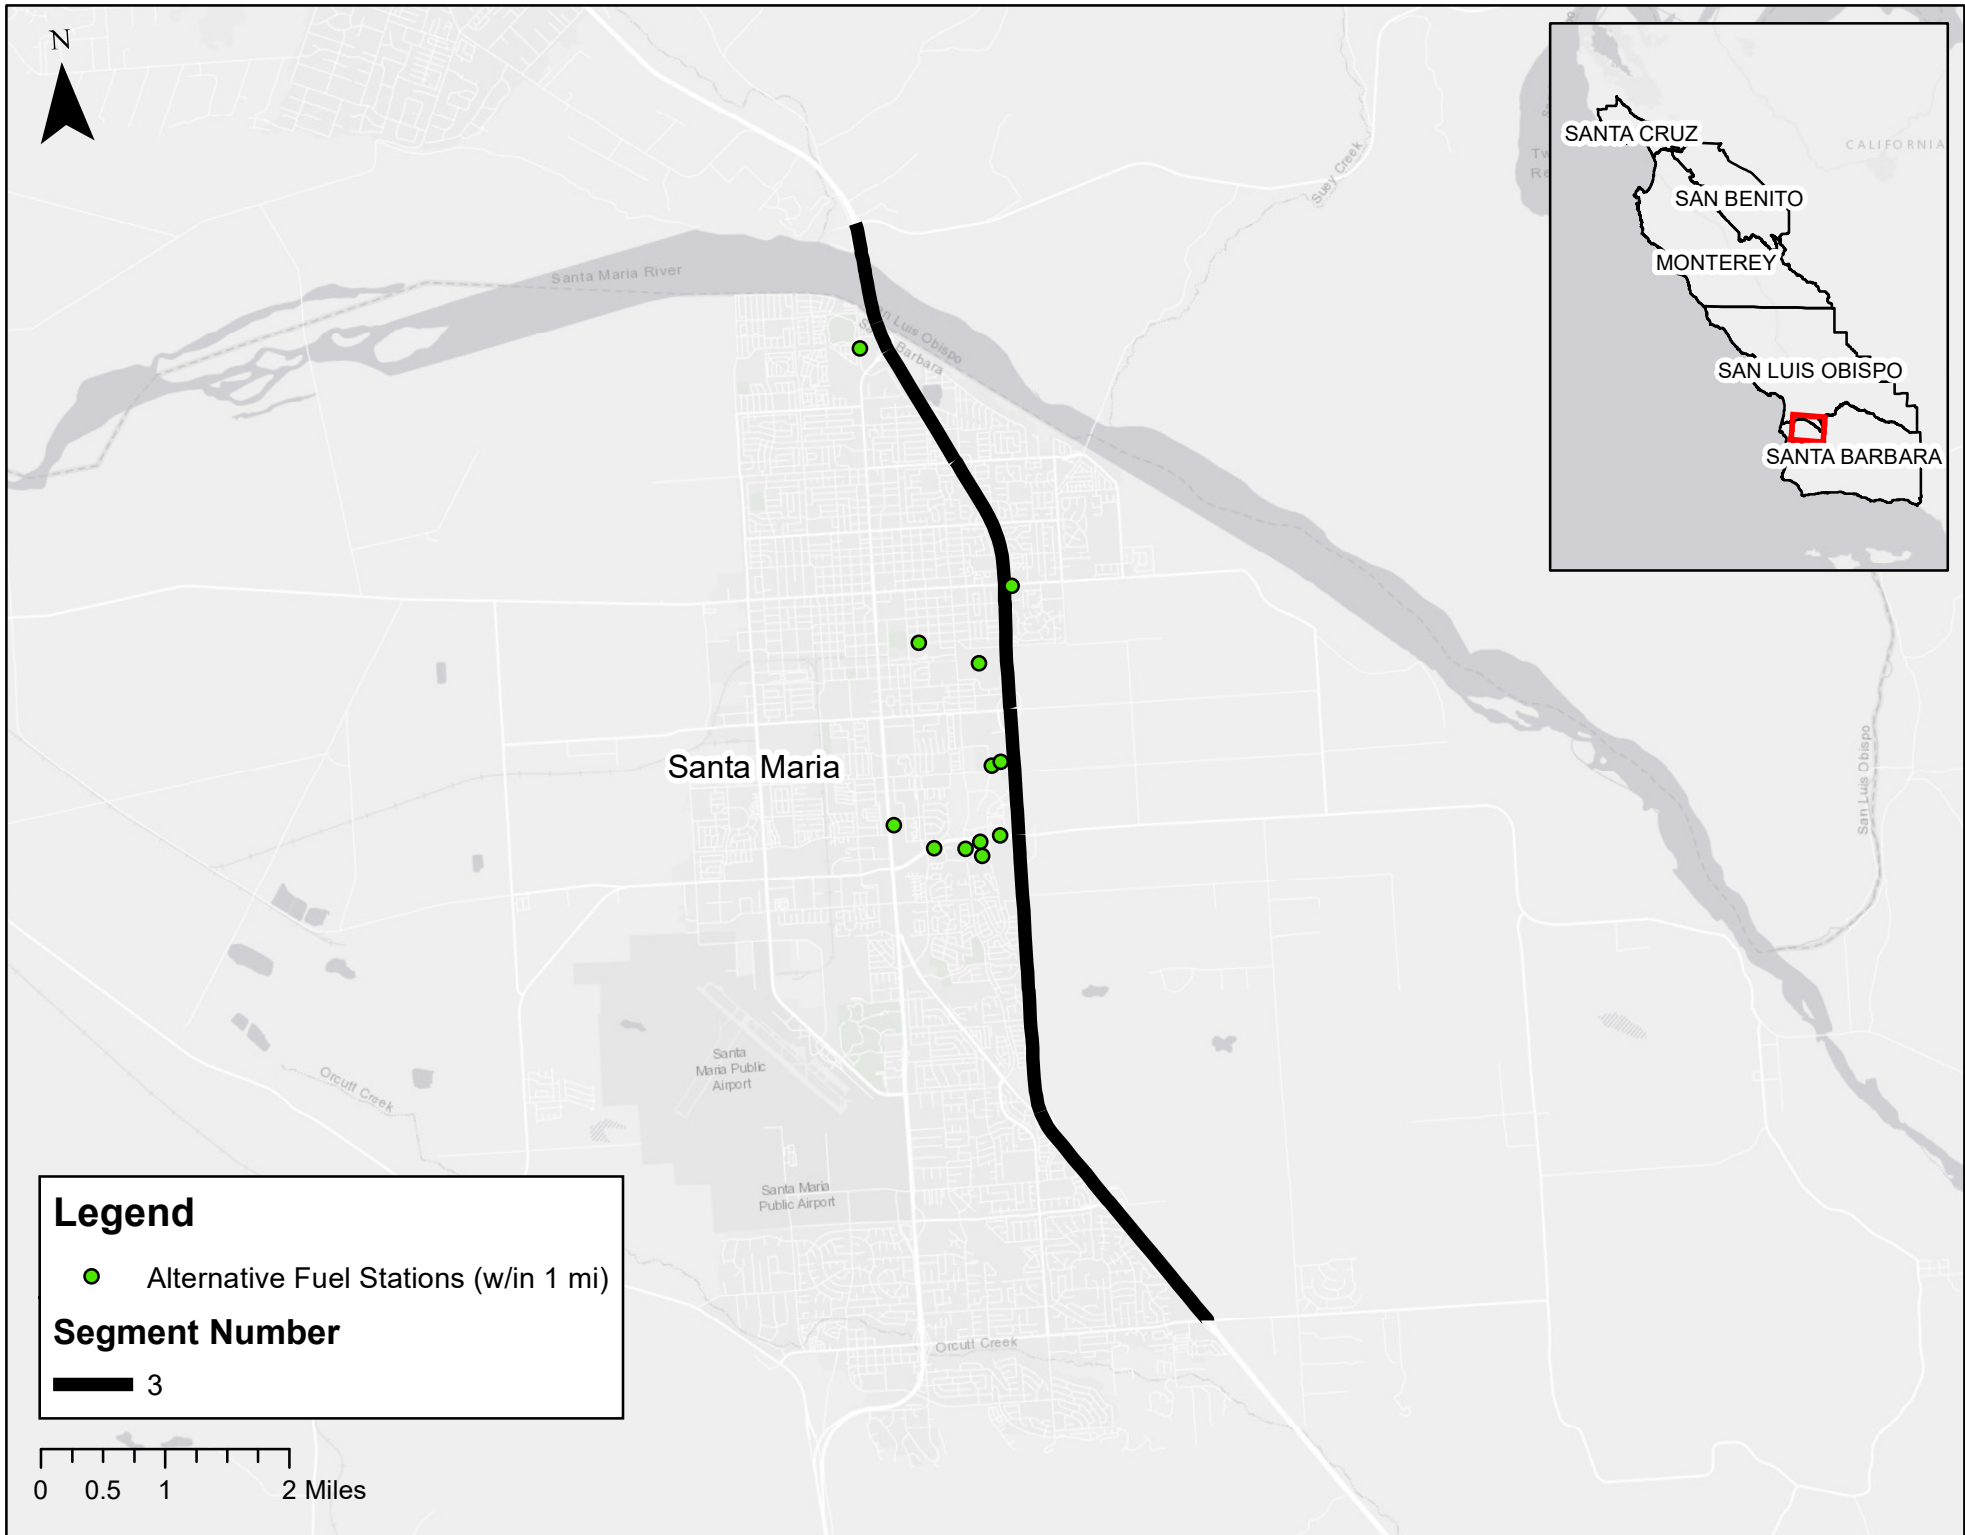 N
SANTA CRUZ
CALIFORNIA
SAN BENITO
MONTEREY
SAN LUIS OBISPO
SANTA BARBARA
Suey Creek
Santa Maria River
San Luis Obispo
Barbara
Santa Maria
San Luis Obispo
Santa
Maria Public
Airport
Orcutt Creek
Santa Maria
Public Airport
Orcutt Creek
Legend
Alternative Fuel Stations (w/in 1 mi)
Segment Number
3
0 0.5 1 2 Miles